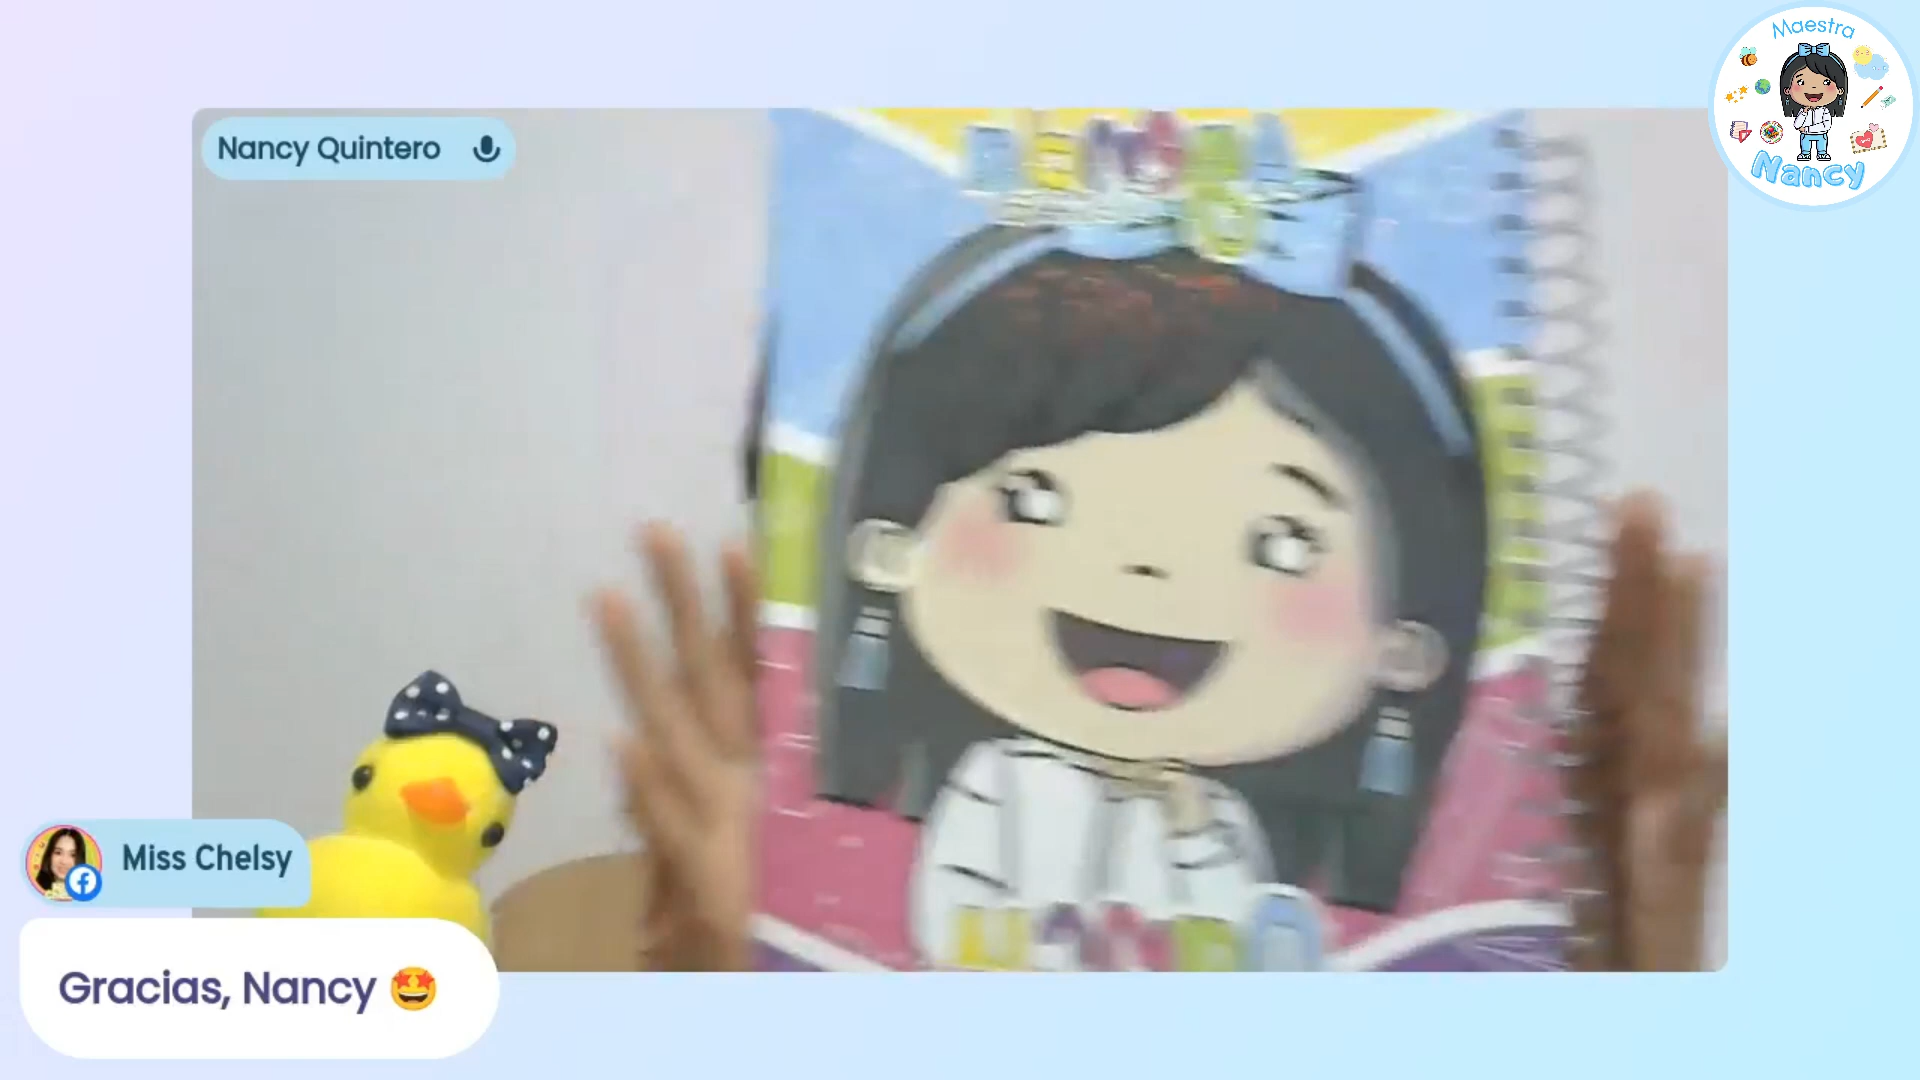 Maestra
Nancy
Nancy Quintero
Miss Chelsy
Gracias, Nancy 🤩